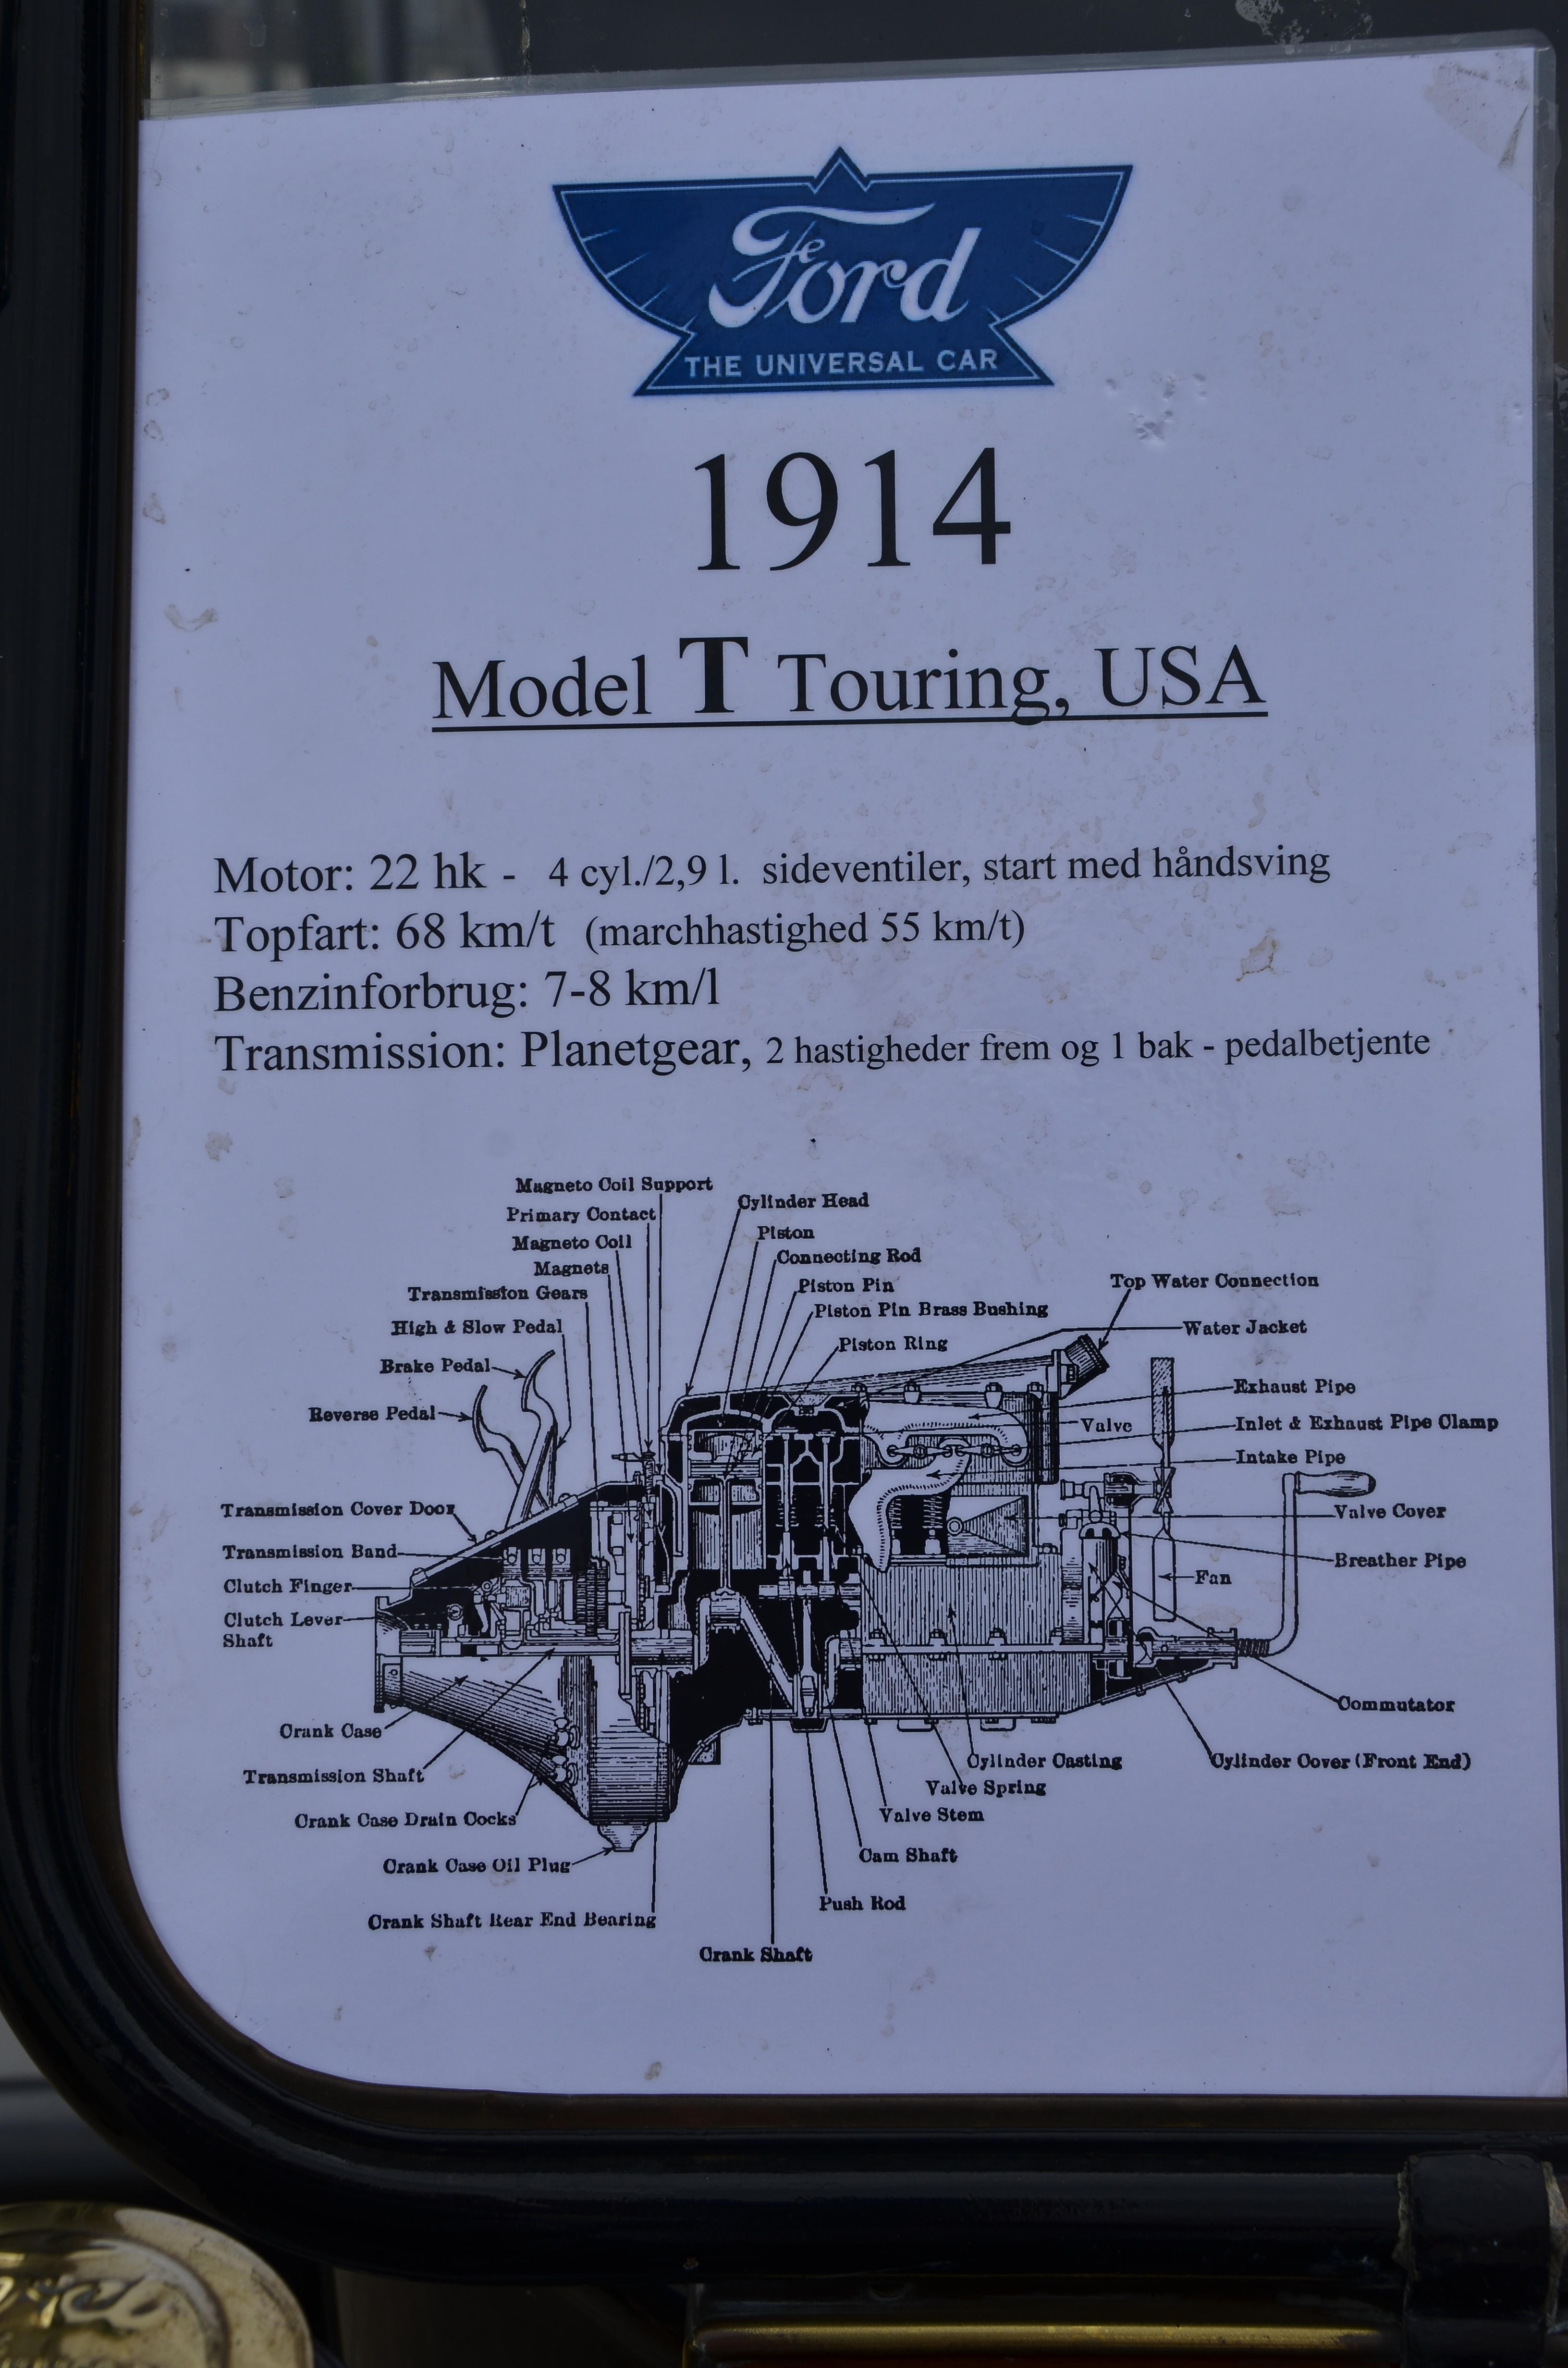 Ford
THE UNIVERSAL CAR
1914
Model T Touring, USA
Motor: 22 hk - 4 cyl./2,9 l. sideventiler, start med håndsving
Topfart: 68 km/t (marchhastighed 55 km/t)
Benzinforbrug: 7-8 km/l
Transmission: Planetgear, 2 hastigheder frem og 1 bak - pedalbetjente
Magneto Coil Support
Primary Contact
Magneto Coil
Magnets
Transmission Gears
High & Slow Pedal
Brake Pedal
Reverse Pedal
Cylinder Head
Piston
Connecting Rod
Piston Pin
Piston Pin Brass Bushing
Piston Ring
Top Water Connection
Water Jacket
Exhaust Pipe
Valve
Inlet & Exhaust Pipe Clamp
Intake Pipe
Valve Cover
Breather Pipe
Fan
Transmission Cover Door
Transmission Band
Clutch Finger
Clutch Lever
Shaft
Crank Case
Transmission Shaft
Crank Case Drain Cocks
Crank Case Oil Plug
Crank Shaft Rear End Bearing
Crank Shaft
Push Rod
Cam Shaft
Valve Stem
Valve Spring
Cylinder Casting
Commutator
Cylinder Cover (Front End)
Ford